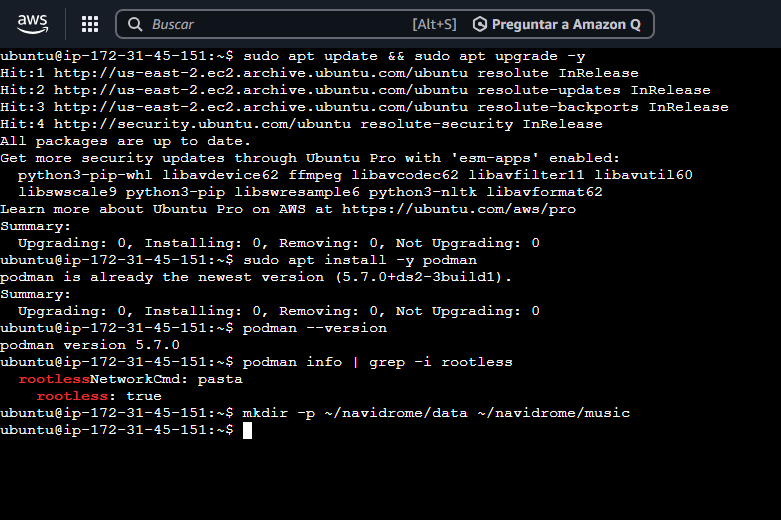 aws
Buscar [Alt+S] Preguntar a Amazon Q
ubuntu@ip-172-31-45-151:~$ sudo apt update && sudo apt upgrade -y
Hit:1 http://us-east-2.ec2.archive.ubuntu.com/ubuntu resolute InRelease
Hit:2 http://us-east-2.ec2.archive.ubuntu.com/ubuntu resolute-updates InRelease
Hit:3 http://us-east-2.ec2.archive.ubuntu.com/ubuntu resolute-backports InRelease
Hit:4 http://security.ubuntu.com/ubuntu resolute-security InRelease
All packages are up to date.
Get more security updates through Ubuntu Pro with 'esm-apps' enabled:
  python3-pip-whl libavdevice62 ffmpeg libavcodec62 libavfilter11 libavutil60
  libswscale9 python3-pip libswresample6 python3-nltk libavformat62
Learn more about Ubuntu Pro on AWS at https://ubuntu.com/aws/pro
Summary:
  Upgrading: 0, Installing: 0, Removing: 0, Not Upgrading: 0
ubuntu@ip-172-31-45-151:~$ sudo apt install -y podman
podman is already the newest version (5.7.0+ds2-3build1).
Summary:
  Upgrading: 0, Installing: 0, Removing: 0, Not Upgrading: 0
ubuntu@ip-172-31-45-151:~$ podman --version
podman version 5.7.0
ubuntu@ip-172-31-45-151:~$ podman info | grep -i rootless
  rootlessNetworkCmd: pasta
    rootless: true
ubuntu@ip-172-31-45-151:~$ mkdir -p ~/navidrome/data ~/navidrome/music
ubuntu@ip-172-31-45-151:~$